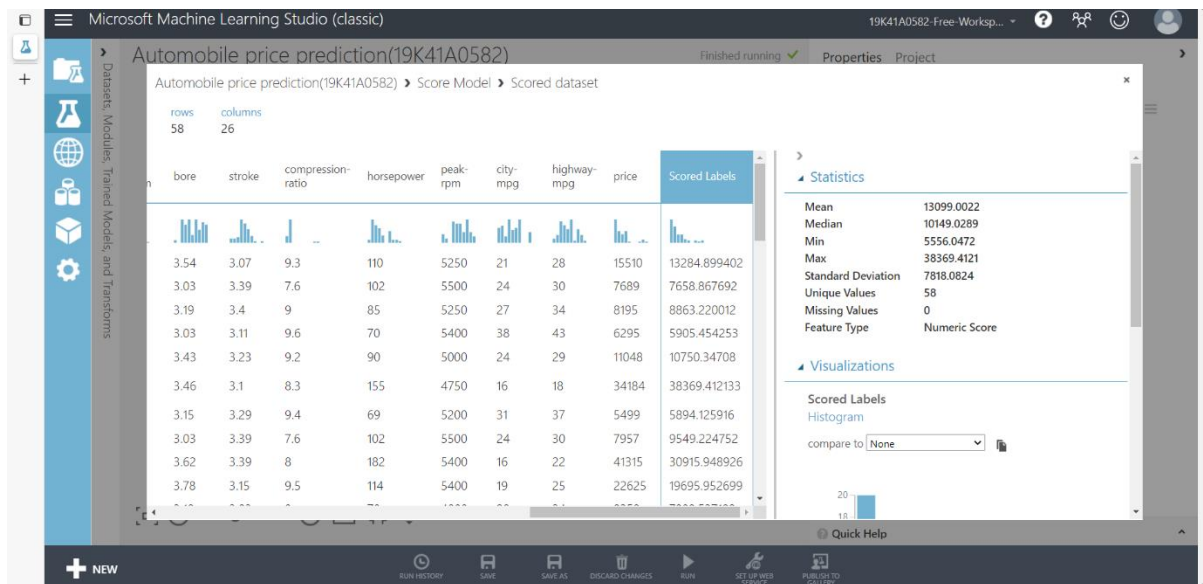 Microsoft Machine Learning Studio (classic)
19K41A0582-Free-Worksp...
?
Automobile price prediction(19K41A0582)
Finished running
Properties Project
Datasets, Modules, Trained Models, and Transforms
Automobile price prediction(19K41A0582) › Score Model › Scored dataset
×
rows columns
58 26
bore stroke compression-ratio horsepower peak-rpm city-mpg highway-mpg price Scored Labels
3.54 3.07 9.3 110 5250 21 28 15510 13284.899402
3.03 3.39 7.6 102 5500 24 30 7689 7658.867692
3.19 3.4 9 85 5250 27 34 8195 8863.220012
3.03 3.11 9.6 70 5400 38 43 6295 5905.454253
3.43 3.23 9.2 90 5000 24 29 11048 10750.34708
3.46 3.1 8.3 155 4750 16 18 34184 38369.412133
3.15 3.29 9.4 69 5200 31 37 5499 5894.125916
3.03 3.39 7.6 102 5500 24 30 7957 9549.224752
3.62 3.39 8 182 5400 16 22 41315 30915.948926
3.78 3.15 9.5 114 5400 19 25 22625 19695.952699
Statistics
Mean 13099.0022
Median 10149.0289
Min 5556.0472
Max 38369.4121
Standard Deviation 7818.0824
Unique Values 58
Missing Values 0
Feature Type Numeric Score
Visualizations
Scored Labels
Histogram
compare to None
20
18
Quick Help
NEW
RUN HISTORY
SAVE
SAVE AS
DISCARD CHANGES
RUN
SET UP WEB SERVICE
PUBLISH TO GALLERY